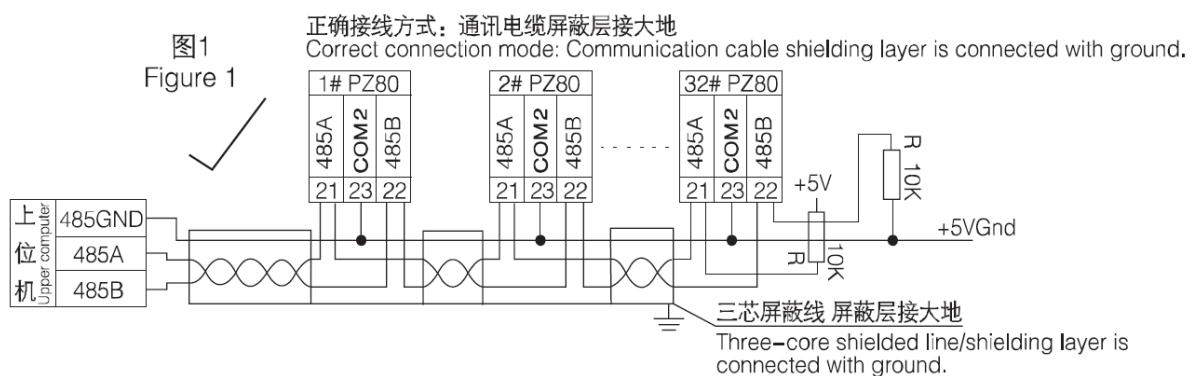 图1
Figure 1
正确接线方式：通讯电缆屏蔽层接大地
Correct connection mode: Communication cable shielding layer is connected with ground.
1# PZ80
485A
COM2
485B
21
23
22
2# PZ80
485A
COM2
485B
21
23
22
32# PZ80
485A
COM2
485B
21
23
22
+5V
R
10K
R
10K
+5VGnd
上位机
Upper computer
485GND
485A
485B
三芯屏蔽线 屏蔽层接大地
Three-core shielded line/shielding layer is
connected with ground.